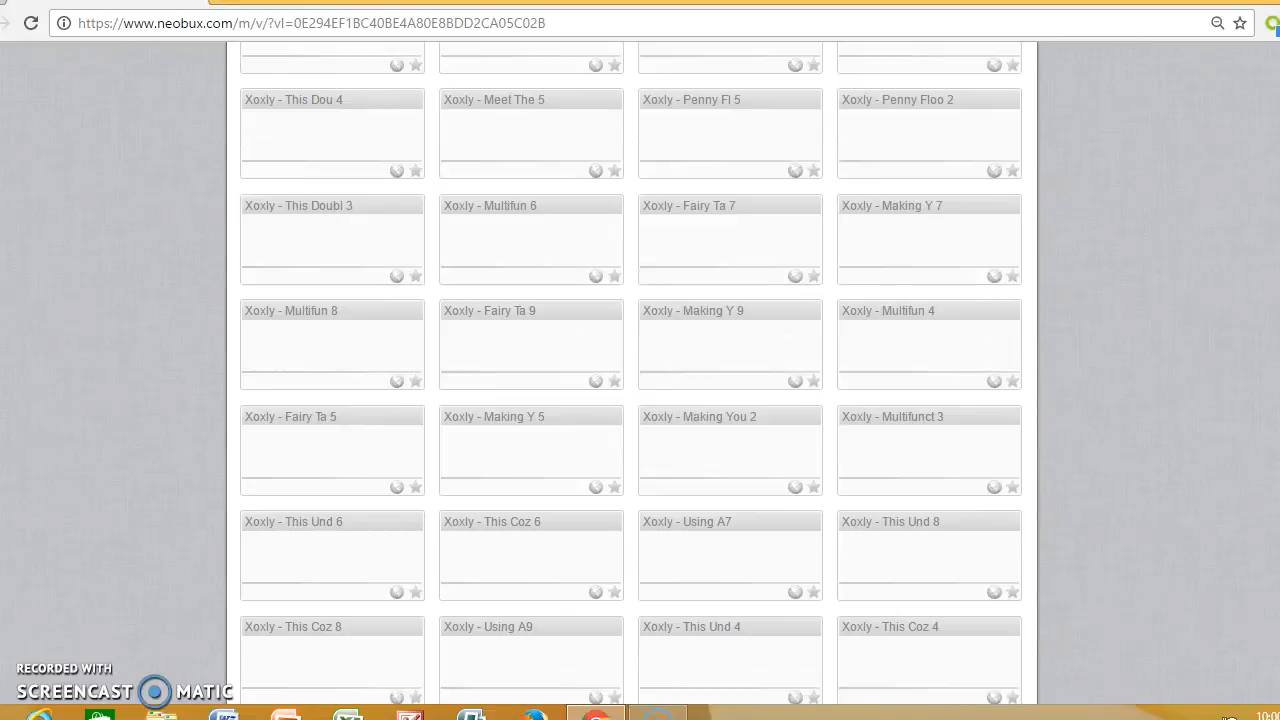 https://www.neobux.com/m/v/?vl=0E294EF1BC40BE4A80E8BDD2CA05C02B
Xoxly - This Dou 4
Xoxly - Meet The 5
Xoxly - Penny Fl 5
Xoxly - Penny Floo 2
Xoxly - This Doubl 3
Xoxly - Multifun 6
Xoxly - Fairy Ta 7
Xoxly - Making Y 7
Xoxly - Multifun 8
Xoxly - Fairy Ta 9
Xoxly - Making Y 9
Xoxly - Multifun 4
Xoxly - Fairy Ta 5
Xoxly - Making Y 5
Xoxly - Making You 2
Xoxly - Multifunct 3
Xoxly - This Und 6
Xoxly - This Coz 6
Xoxly - Using A7
Xoxly - This Und 8
Xoxly - This Coz 8
Xoxly - Using A9
Xoxly - This Und 4
Xoxly - This Coz 4
RECORDED WITH
SCREENCAST MATIC